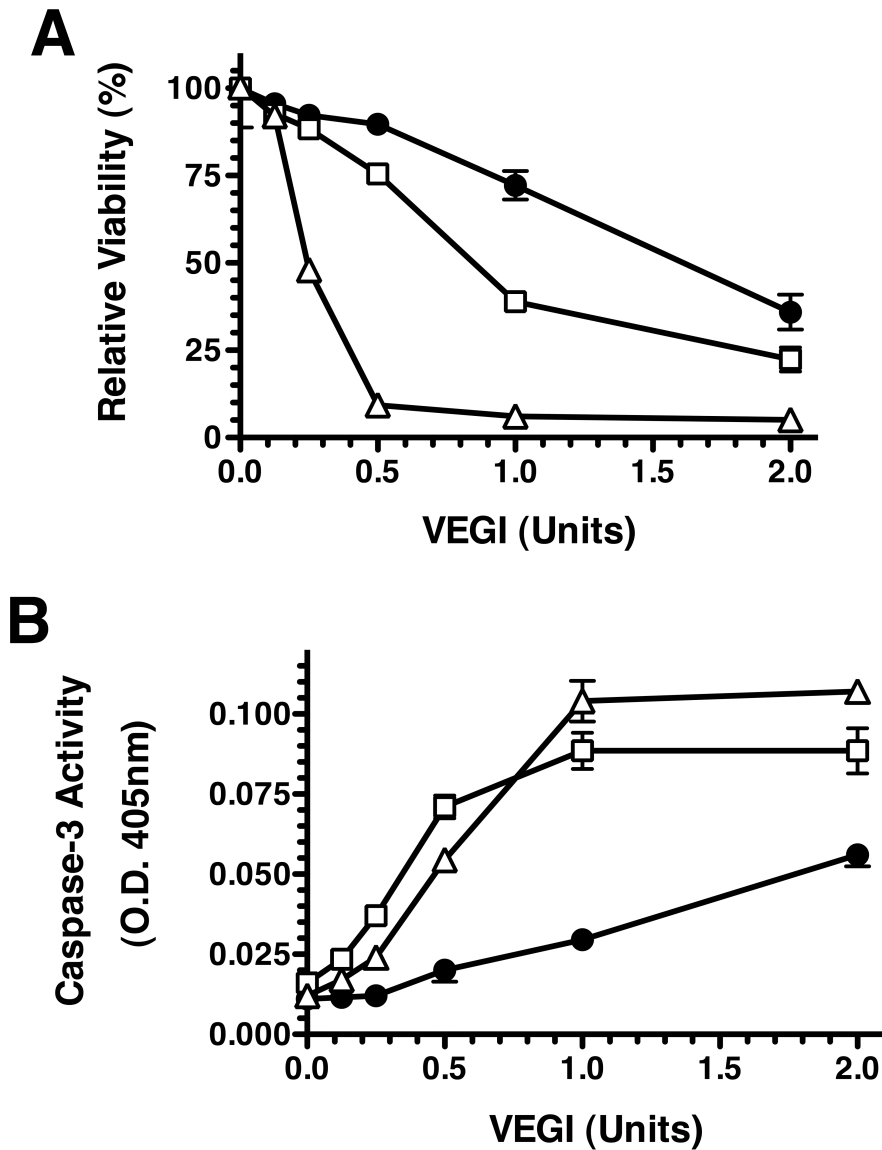 A
Relative Viability (%)
100
75
50
25
0
0.0 0.5 1.0 1.5 2.0
VEGI (Units)
B
Caspase-3 Activity
(O.D. 405nm)
0.100
0.075
0.050
0.025
0.000
0.0 0.5 1.0 1.5 2.0
VEGI (Units)